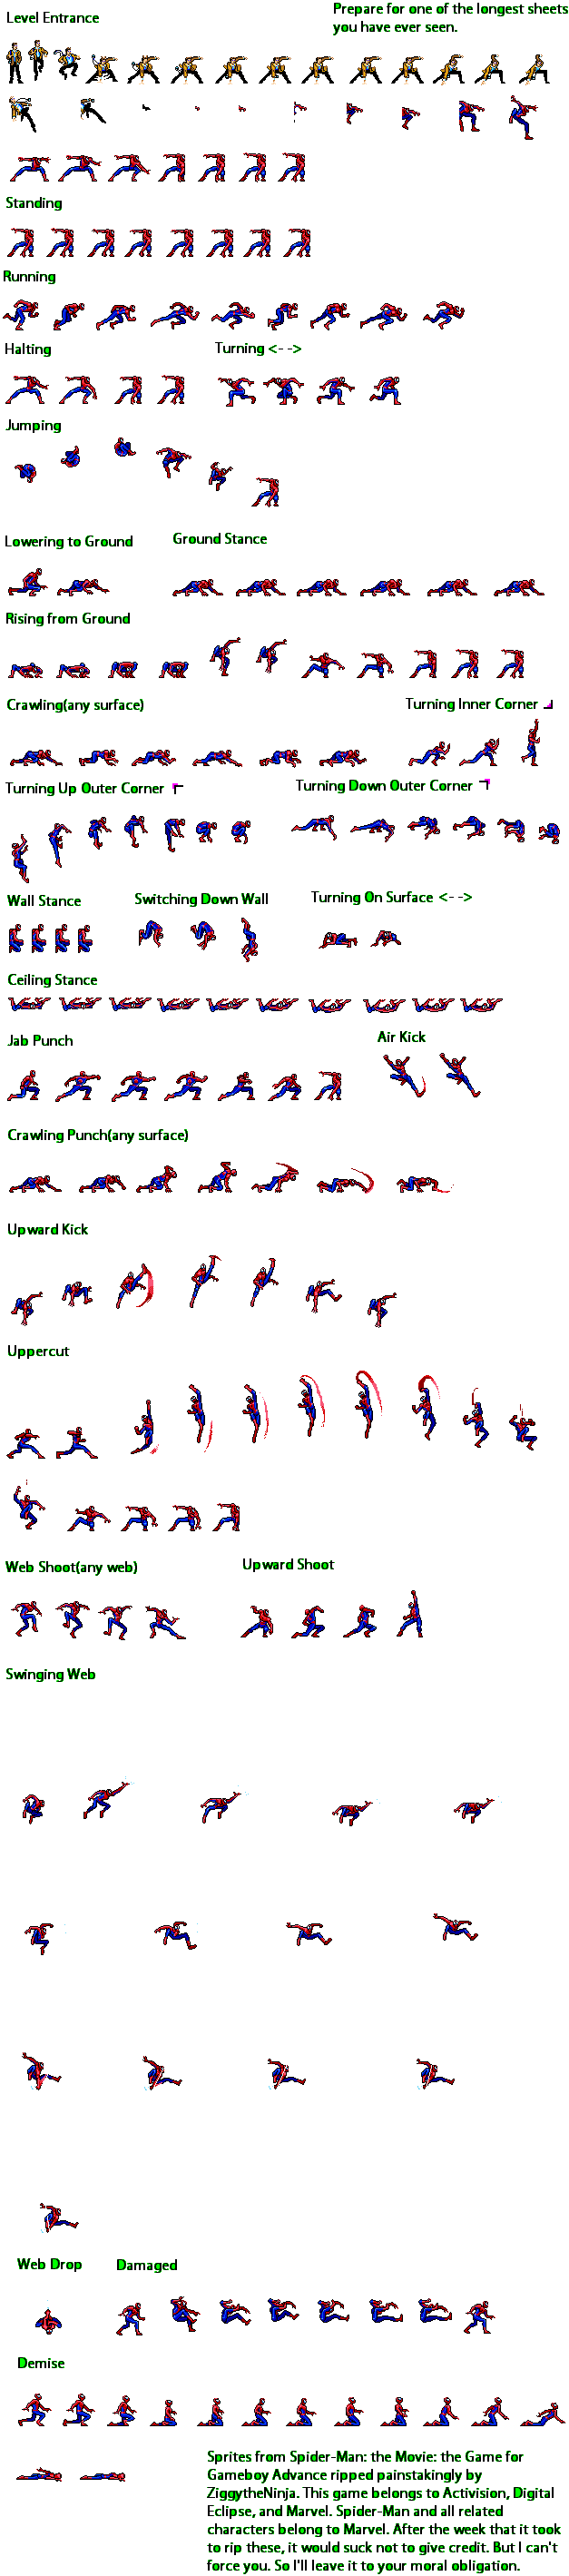 Level Entrance
Prepare for one of the longest sheets
you have ever seen.
Standing
Running
Halting
Turning <- ->
Jumping
Lowering to Ground
Ground Stance
Rising from Ground
Crawling(any surface)
Turning Inner Corner
Turning Up Outer Corner
Turning Down Outer Corner
Wall Stance
Switching Down Wall
Turning On Surface <- ->
Ceiling Stance
Jab Punch
Air Kick
Crawling Punch(any surface)
Upward Kick
Uppercut
Web Shoot(any web)
Upward Shoot
Swinging Web
Web Drop
Damaged
Demise
Sprites from Spider-Man: the Movie: the Game for
Gameboy Advance ripped painstakingly by
ZiggytheNinja. This game belongs to Activision, Digital
Eclipse, and Marvel. Spider-Man and all related
characters belong to Marvel. After the week that it took
to rip these, it would suck not to give credit. But I can't
force you. So I'll leave it to your moral obligation.